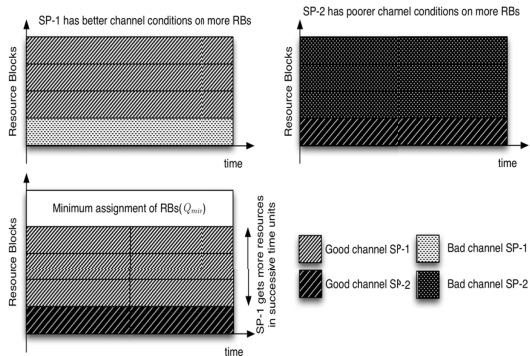 SP-1 has better channel conditions on more RBs
SP-2 has poorer channel conditions on more RBs
Resource Blocks
time
Resource Blocks
time
Minimum assignment of RBs(Q_min)
Resource Blocks
time
SP-1 gets more resources
in successive time units
Good channel SP-1
Bad channel SP-1
Good channel SP-2
Bad channel SP-2